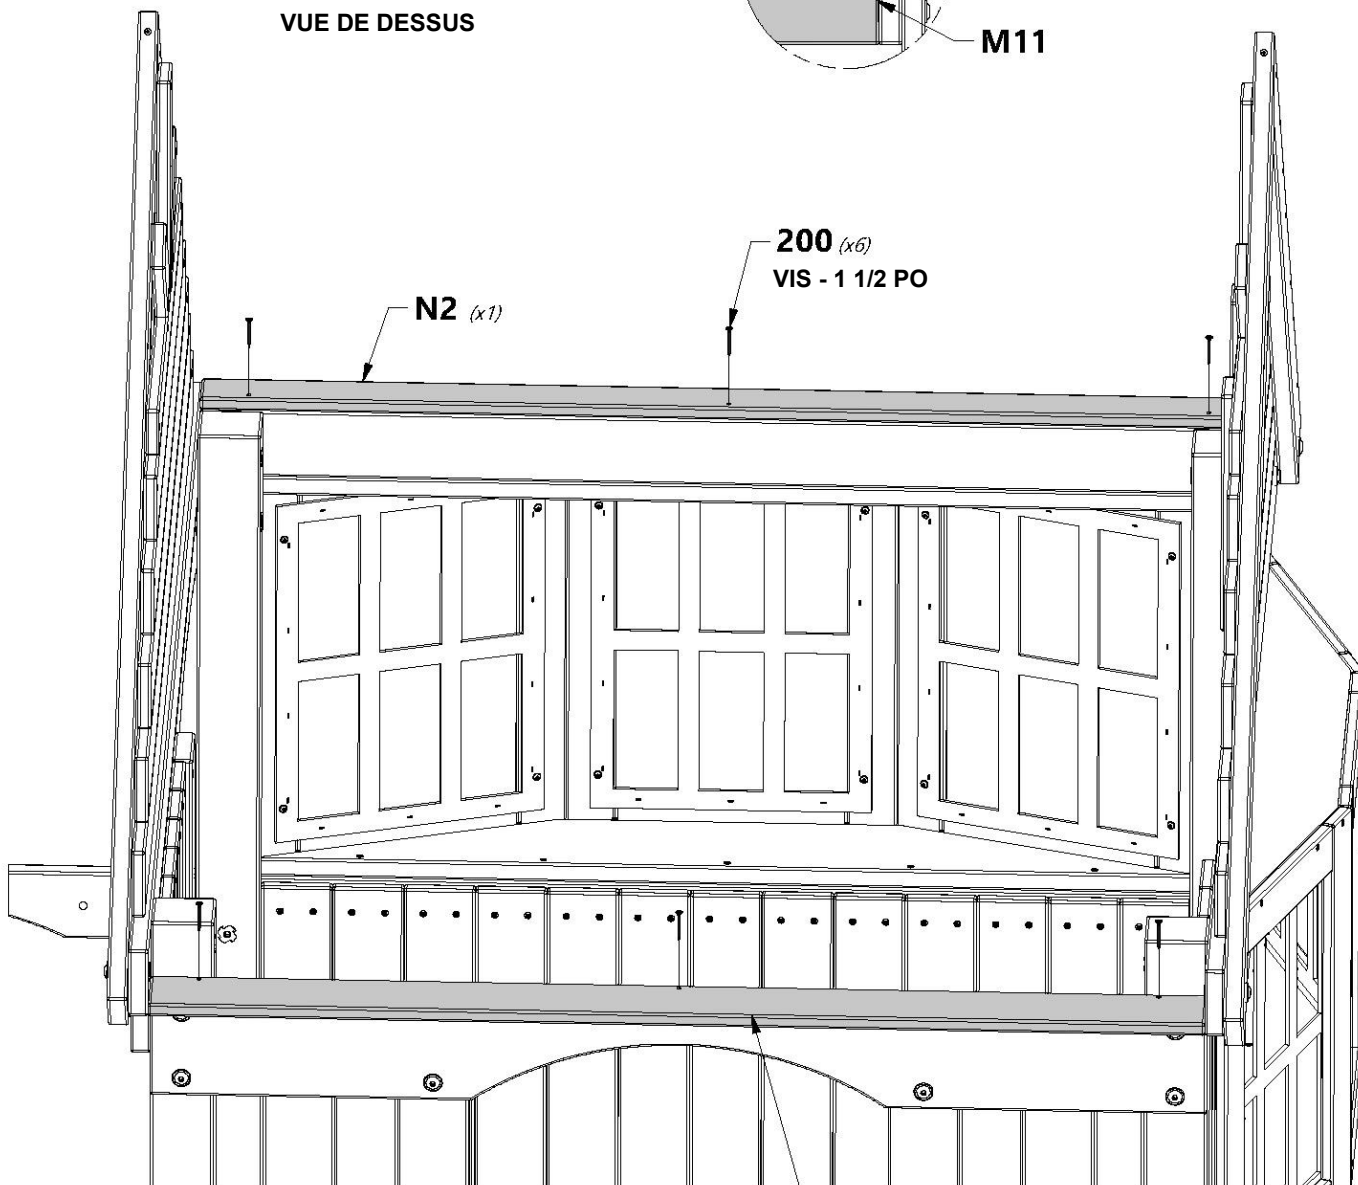 VUE DE DESSUS
M11
200 (x6)
VIS - 1 1/2 PO
N2 (x1)